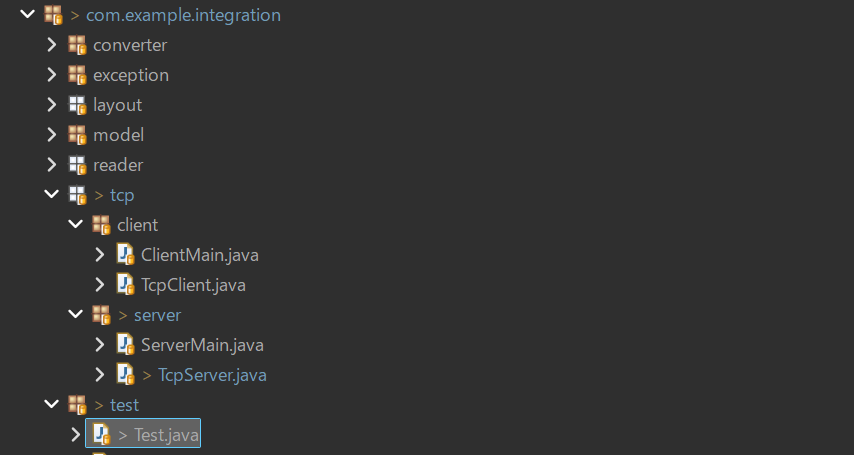 > com.example.integration
converter
exception
layout
model
reader
> tcp
client
ClientMain.java
TcpClient.java
> server
ServerMain.java
> TcpServer.java
> test
> Test.java